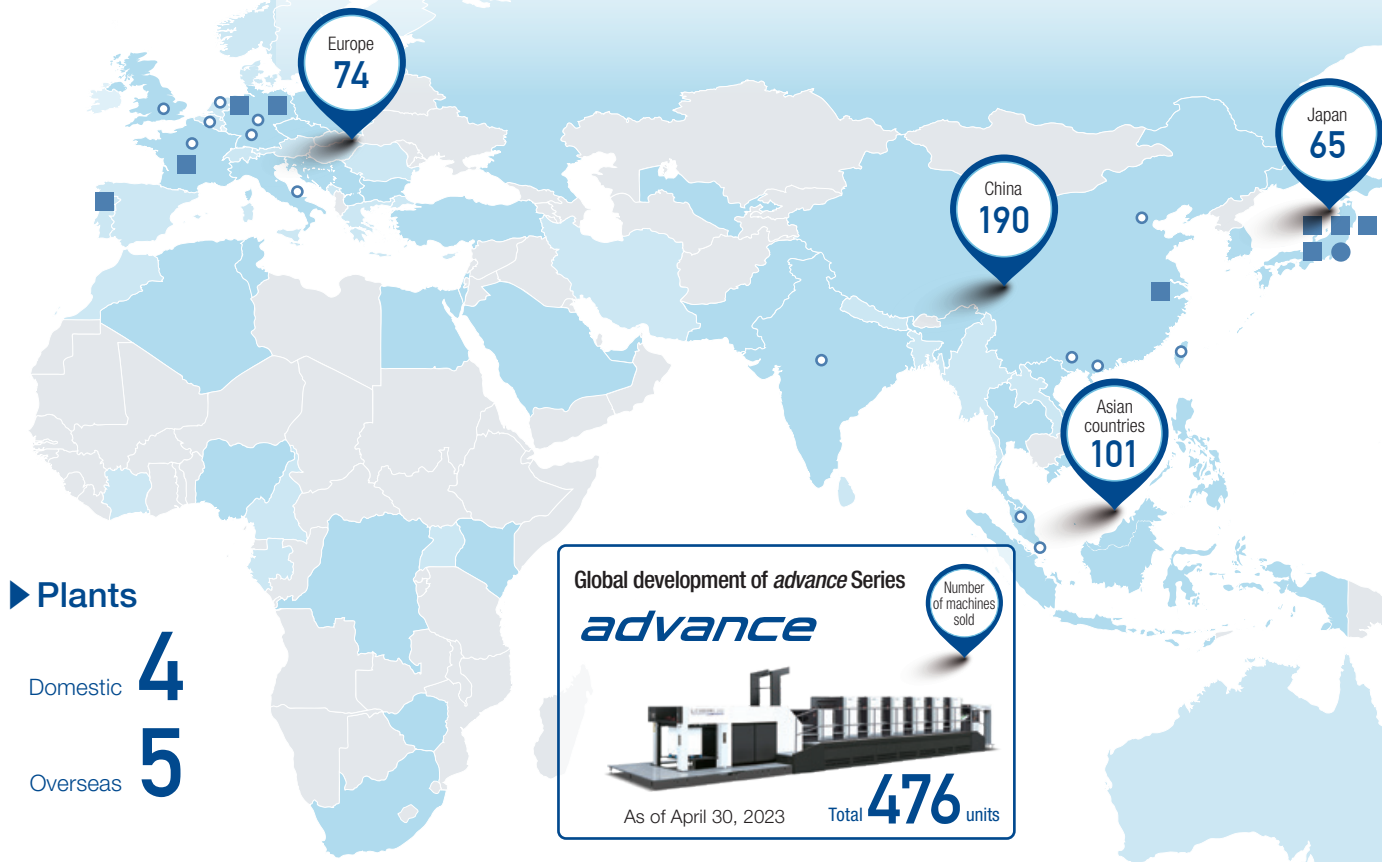 Europe
74
Japan
65
China
190
Asian
countries
101
Plants
Domestic 4
Overseas 5
Global development of advance Series
advance
Number
of machines
sold
As of April 30, 2023
Total 476 units